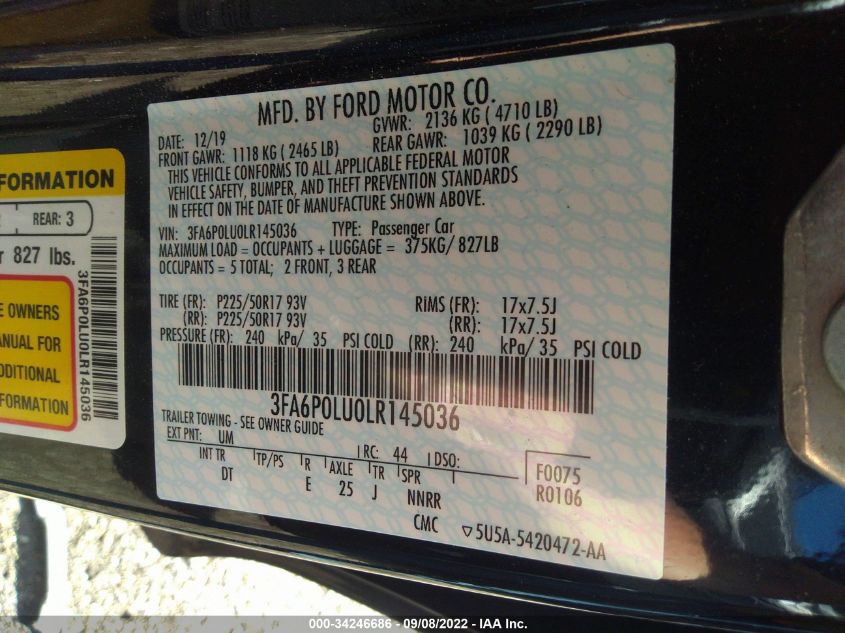 MFD. BY FORD MOTOR CO.
DATE: 12/19 GVWR: 2136 KG ( 4710 LB)
FRONT GAWR: 1118 KG ( 2465 LB) REAR GAWR: 1039 KG ( 2290 LB)
THIS VEHICLE CONFORMS TO ALL APPLICABLE FEDERAL MOTOR
VEHICLE SAFETY, BUMPER, AND THEFT PREVENTION STANDARDS
IN EFFECT ON THE DATE OF MANUFACTURE SHOWN ABOVE.
VIN: 3FA6P0LU0LR145036 TYPE: Passenger Car
MAXIMUM LOAD = OCCUPANTS + LUGGAGE = 375KG/ 827LB
OCCUPANTS = 5 TOTAL; 2 FRONT, 3 REAR
TIRE (FR): P225/50R17 93V RIMS (FR): 17x7.5J
(RR): P225/50R17 93V (RR): 17x7.5J
PRESSURE (FR): 240 kPa/ 35 PSI COLD (RR): 240 kPa/ 35 PSI COLD
3FA6P0LU0LR145036
TRAILER TOWING - SEE OWNER GUIDE
EXT PNT: UM RC: 44 DSO: F0075
INT TR TP/PS R AXLE TR SPR R0106
DT E 25 J NNRR
CMC ▽5U5A-5420472-AA
FORMATION
REAR: 3
827 lbs.
OWNERS
MANUAL FOR
ADDITIONAL
FORMATION
3FA6P0LU0LR145036
000-34246686 - 09/08/2022 - IAA Inc.